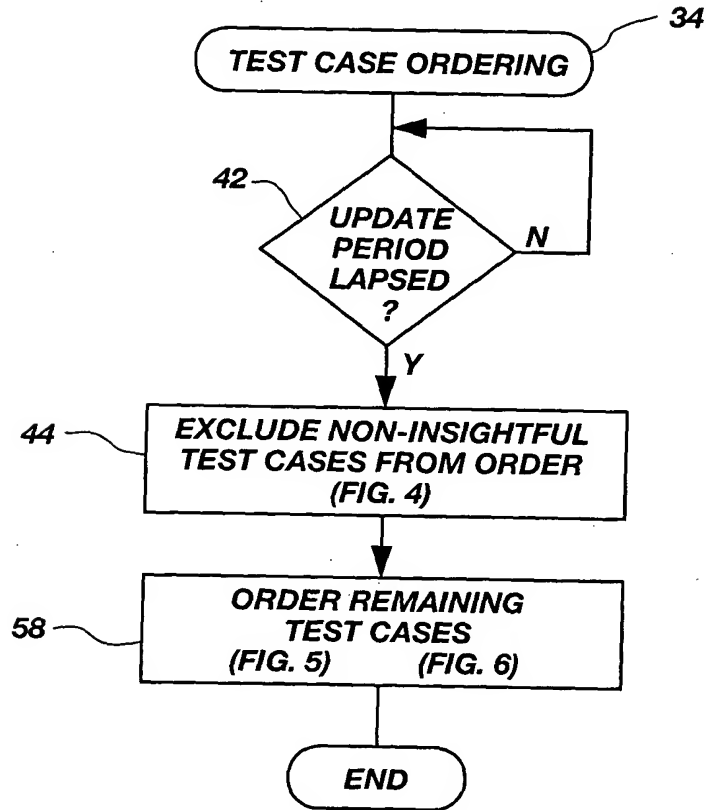 34
TEST CASE ORDERING
42
UPDATE
PERIOD
LAPSED
?
N
Y
44
EXCLUDE NON-INSIGHTFUL
TEST CASES FROM ORDER
(FIG. 4)
58
ORDER REMAINING
TEST CASES
(FIG. 5) (FIG. 6)
END